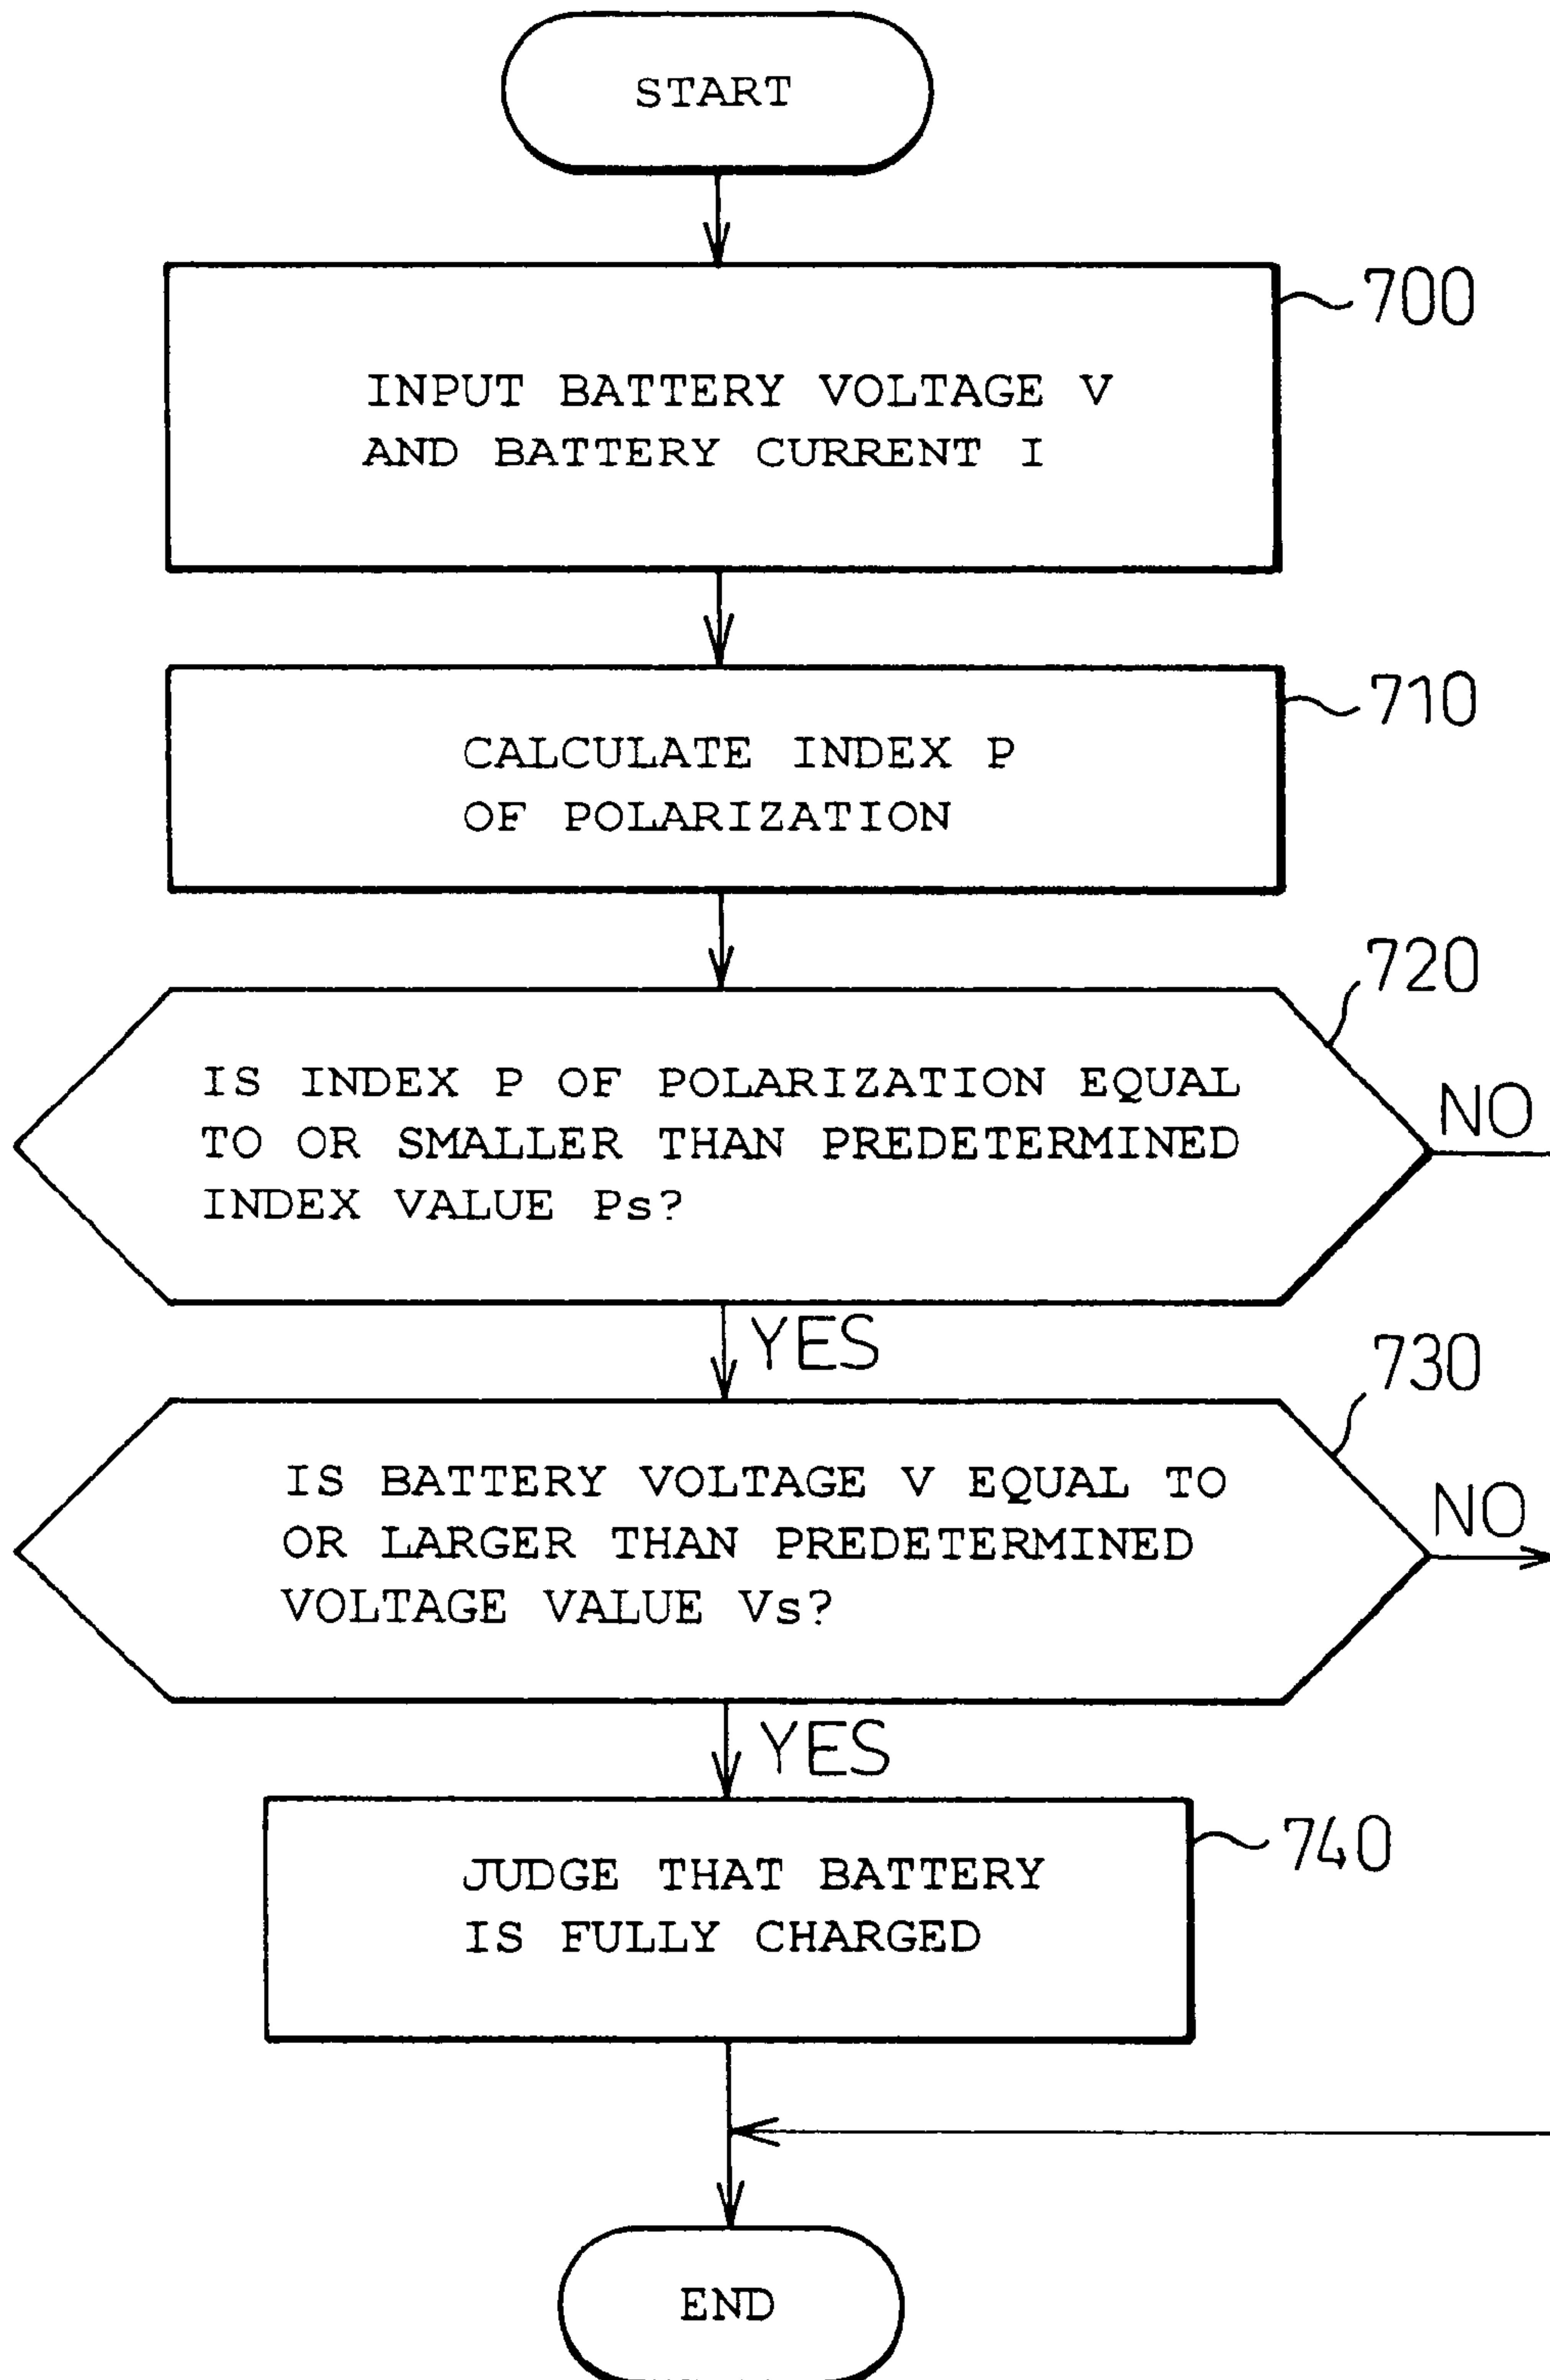 START
700
INPUT BATTERY VOLTAGE V
AND BATTERY CURRENT I
710
CALCULATE INDEX P
OF POLARIZATION
720
IS INDEX P OF POLARIZATION EQUAL
TO OR SMALLER THAN PREDETERMINED
INDEX VALUE Ps?
NO
YES
730
IS BATTERY VOLTAGE V EQUAL TO
OR LARGER THAN PREDETERMINED
VOLTAGE VALUE Vs?
NO
YES
740
JUDGE THAT BATTERY
IS FULLY CHARGED
END